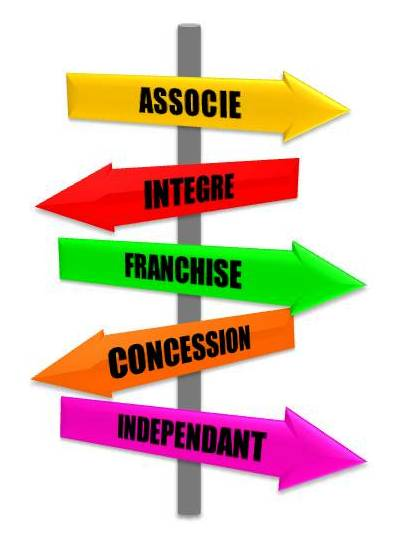 ASSOCIE
INTEGRE
FRANCHISE
CONCESSION
INDEPENDANT